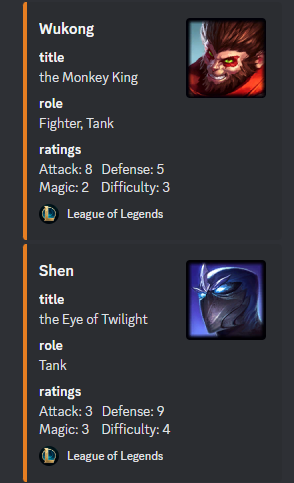 Wukong
title
the Monkey King
role
Fighter, Tank
ratings
Attack: 8 Defense: 5
Magic: 2 Difficulty: 3
League of Legends
Shen
title
the Eye of Twilight
role
Tank
ratings
Attack: 3 Defense: 9
Magic: 3 Difficulty: 4
League of Legends